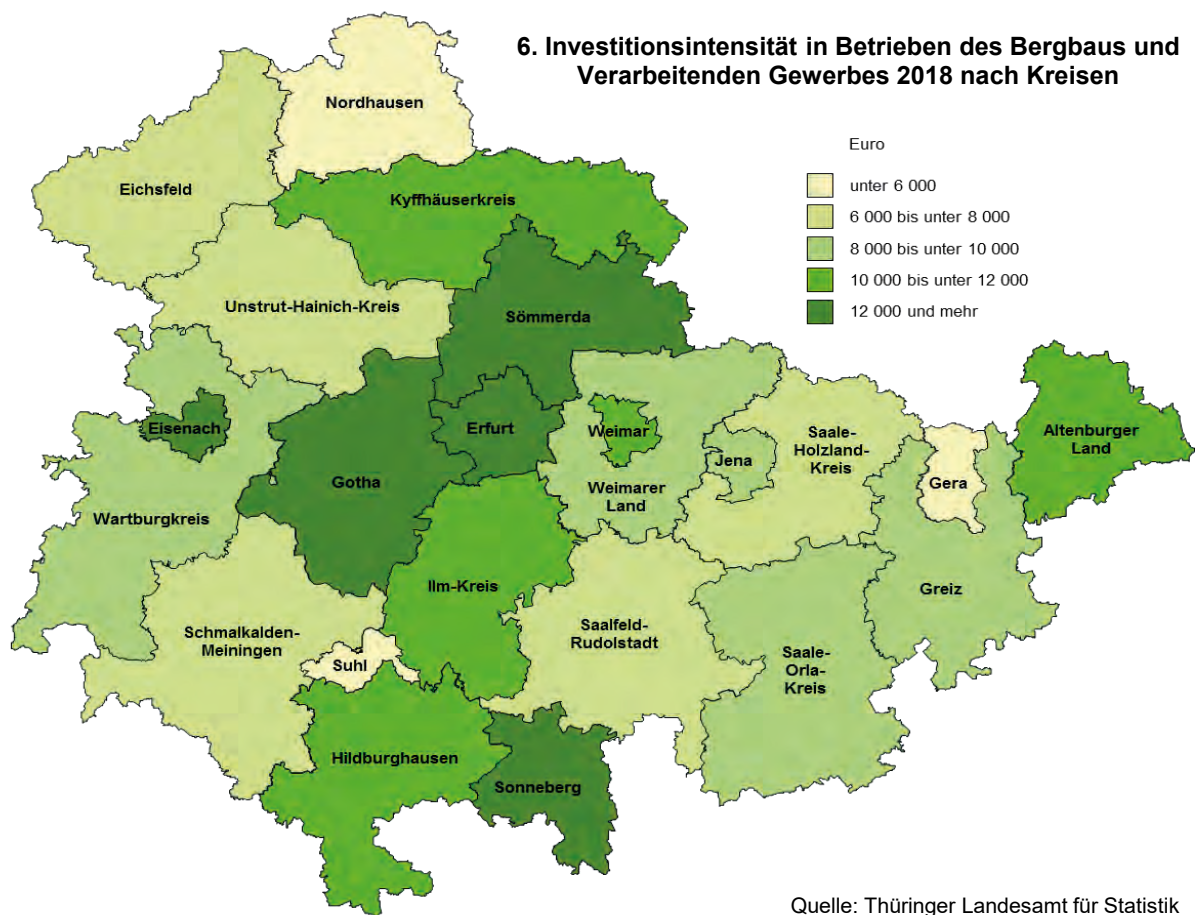 6. Investitionsintensität in Betrieben des Bergbaus und
Verarbeitenden Gewerbes 2018 nach Kreisen
Euro
unter 6 000
6 000 bis unter 8 000
8 000 bis unter 10 000
10 000 bis unter 12 000
12 000 und mehr
Nordhausen
Eichsfeld
Kyffhäuserkreis
Unstrut-Hainich-Kreis
Sömmerda
Eisenach
Erfurt
Weimar
Jena
Saale-
Holzland-
Kreis
Altenburger
Land
Gotha
Weimarer
Land
Gera
Wartburgkreis
Ilm-Kreis
Greiz
Schmalkalden-
Meiningen
Suhl
Saalfeld-
Rudolstadt
Saale-
Orla-
Kreis
Hildburghausen
Sonneberg
Quelle: Thüringer Landesamt für Statistik